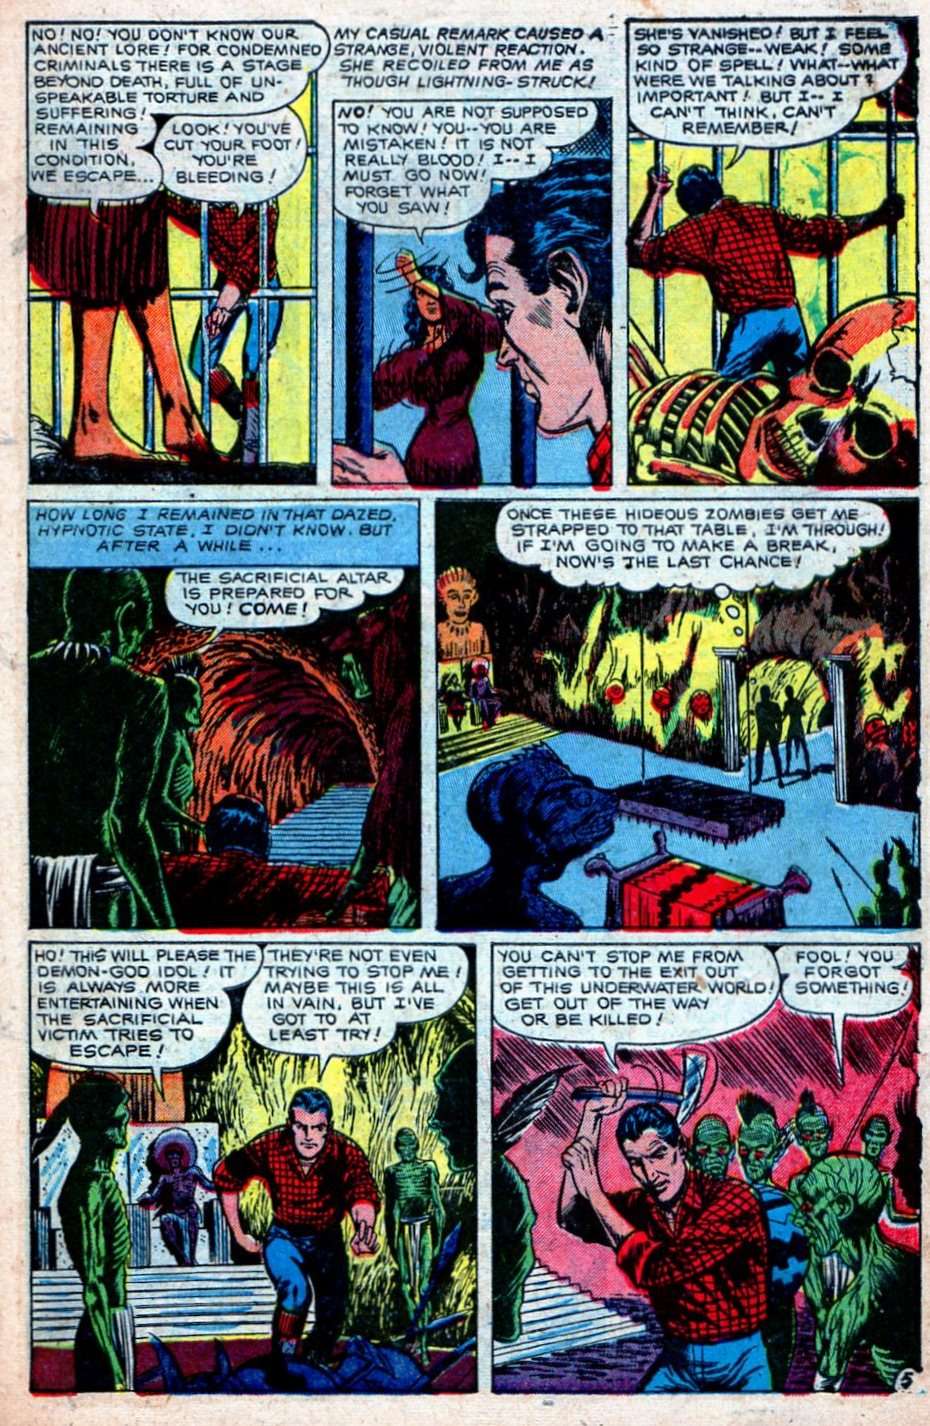 NO! NO! YOU DON'T KNOW OUR
ANCIENT LORE! FOR CONDEMNED
CRIMINALS THERE IS A STAGE
BEYOND DEATH, FULL OF UN-
SPEAKABLE TORTURE AND
SUFFERING!
REMAINING
IN THIS
CONDITION,
WE ESCAPE...
LOOK! YOU'VE
CUT YOUR FOOT!
YOU'RE
BLEEDING!
MY CASUAL REMARK CAUSED A
STRANGE, VIOLENT REACTION.
SHE RECOILED FROM ME AS
THOUGH LIGHTNING-STRUCK!
NO! YOU ARE NOT SUPPOSED
TO KNOW! YOU--YOU ARE
MISTAKEN! IT IS NOT
REALLY BLOOD! I--I
MUST GO NOW!
FORGET WHAT
YOU SAW!
SHE'S VANISHED! BUT I FEEL
SO STRANGE--WEAK! SOME
KIND OF SPELL! WHAT--WHAT
WERE WE TALKING ABOUT?
IMPORTANT! BUT I--I
CAN'T THINK, CAN'T
REMEMBER!
HOW LONG I REMAINED IN THAT DAZED,
HYPNOTIC STATE, I DIDN'T KNOW. BUT
AFTER A WHILE...
THE SACRIFICIAL ALTAR
IS PREPARED FOR
YOU! COME!
ONCE THESE HIDEOUS ZOMBIES GET ME
STRAPPED TO THAT TABLE, I'M THROUGH!
IF I'M GOING TO MAKE A BREAK,
NOW'S THE LAST CHANCE!
HO! THIS WILL PLEASE THE
DEMON-GOD IDOL! IT
IS ALWAYS MORE
ENTERTAINING WHEN
THE SACRIFICIAL
VICTIM TRIES TO
ESCAPE!
THEY'RE NOT EVEN
TRYING TO STOP ME!
MAYBE THIS IS ALL
IN VAIN, BUT I'VE
GOT TO AT
LEAST TRY!
YOU CAN'T STOP ME FROM
GETTING TO THE EXIT OUT
OF THIS UNDERWATER WORLD!
GET OUT OF THE WAY
OR BE KILLED!
FOOL! YOU
FORGOT
SOMETHING!
5